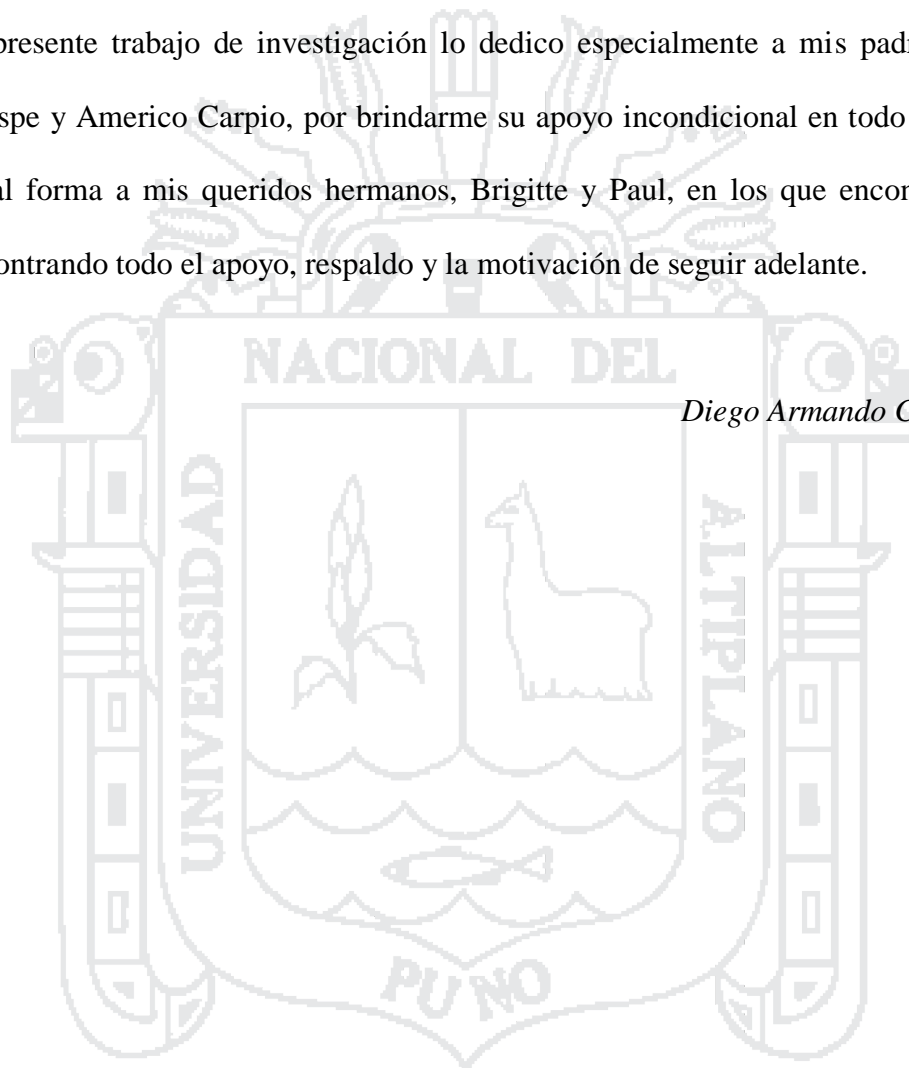 presente trabajo de investigación lo dedico especialmente a mis pad
spe y Americo Carpio, por brindarme su apoyo incondicional en todo
al forma a mis queridos hermanos, Brigitte y Paul, en los que encon
ontrando todo el apoyo, respaldo y la motivación de seguir adelante.
NACIONAL DEL
Diego Armando C
UNIVERSIDAD
ALTIPLANO
PUNO